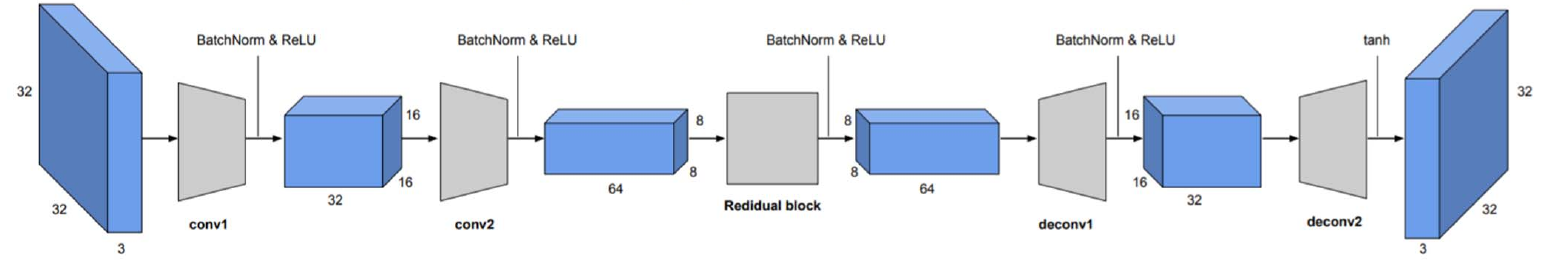 32
32
3
conv1
BatchNorm & ReLU
16
16
32
conv2
BatchNorm & ReLU
8
8
64
Redidual block
BatchNorm & ReLU
8
8
64
deconv1
BatchNorm & ReLU
16
16
32
deconv2
tanh
32
32
3